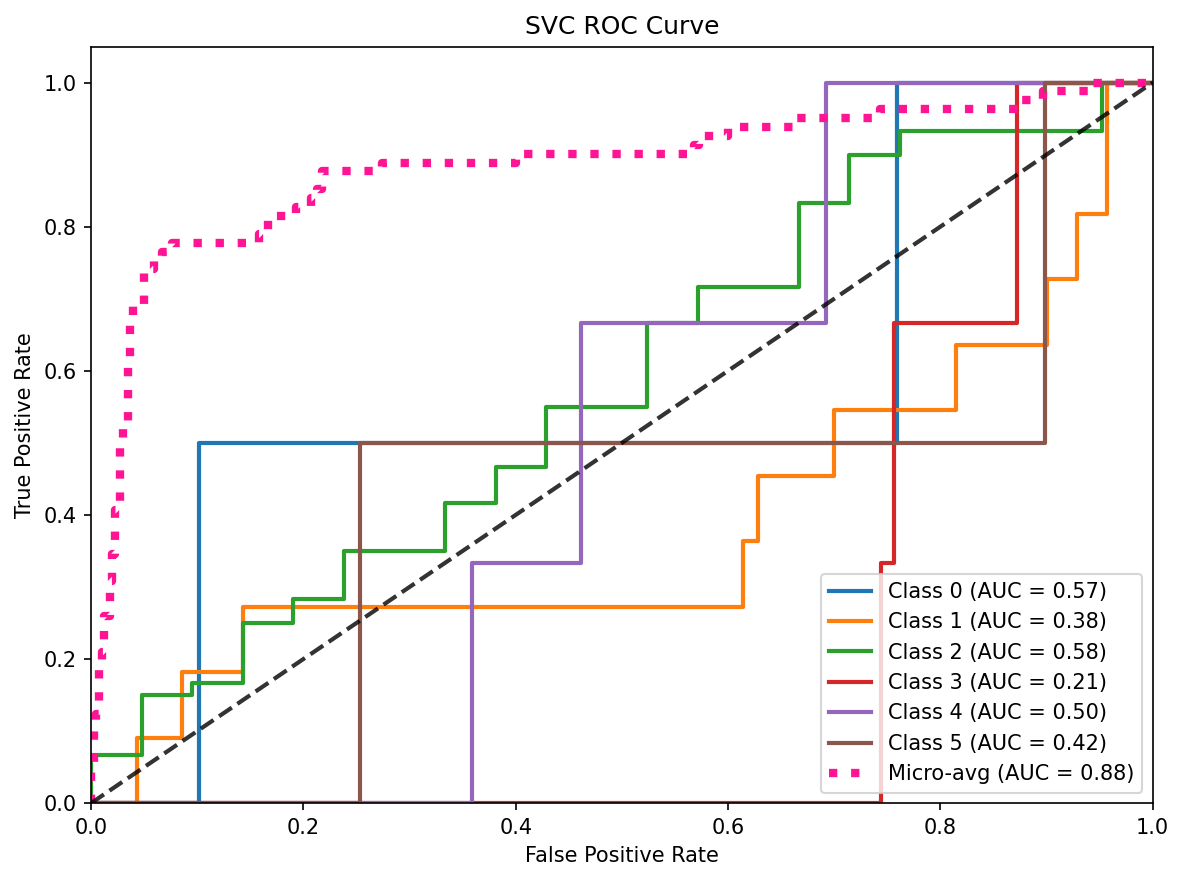 SVC ROC Curve
True Positive Rate
1.0
0.8
0.6
0.4
0.2
0.0
0.0 0.2 0.4 0.6 0.8 1.0
False Positive Rate
Class 0 (AUC = 0.57)
Class 1 (AUC = 0.38)
Class 2 (AUC = 0.58)
Class 3 (AUC = 0.21)
Class 4 (AUC = 0.50)
Class 5 (AUC = 0.42)
Micro-avg (AUC = 0.88)